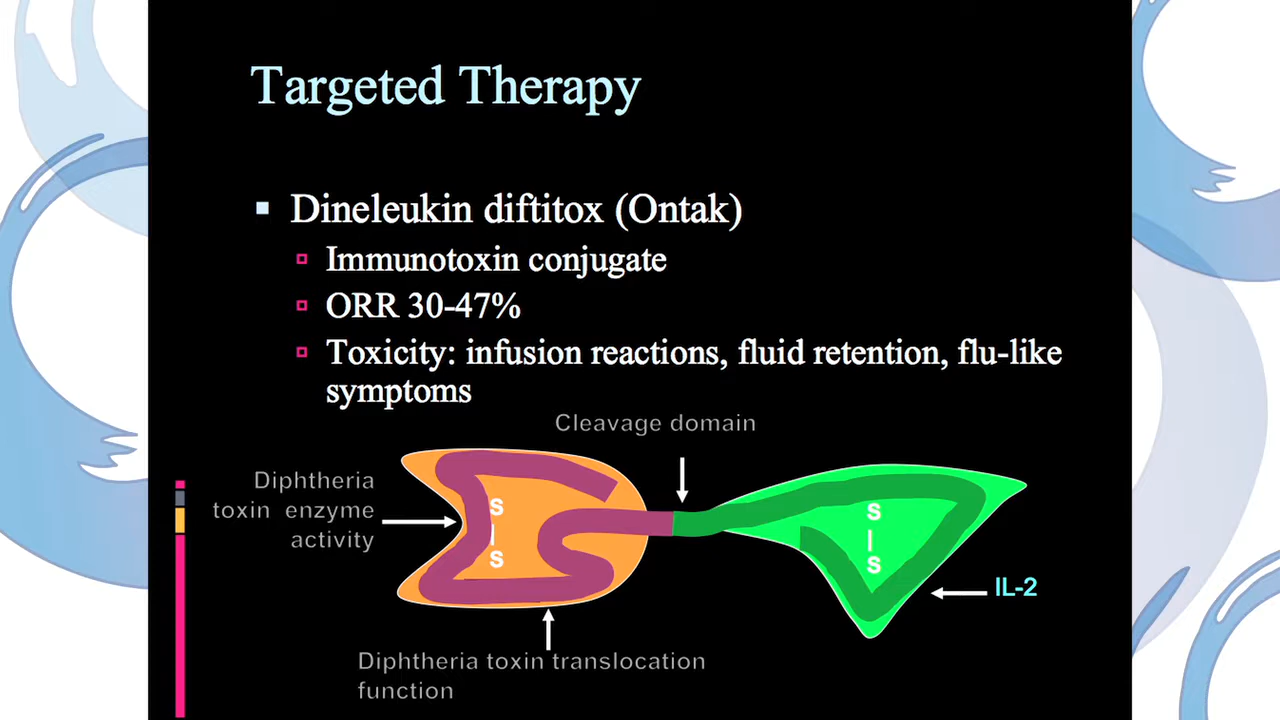 Targeted Therapy
Dineleukin diftitox (Ontak)
Immunotoxin conjugate
ORR 30-47%
Toxicity: infusion reactions, fluid retention, flu-like
symptoms
Cleavage domain
Diphtheria
toxin enzyme
activity
S
S
S
S
IL-2
Diphtheria toxin translocation
function